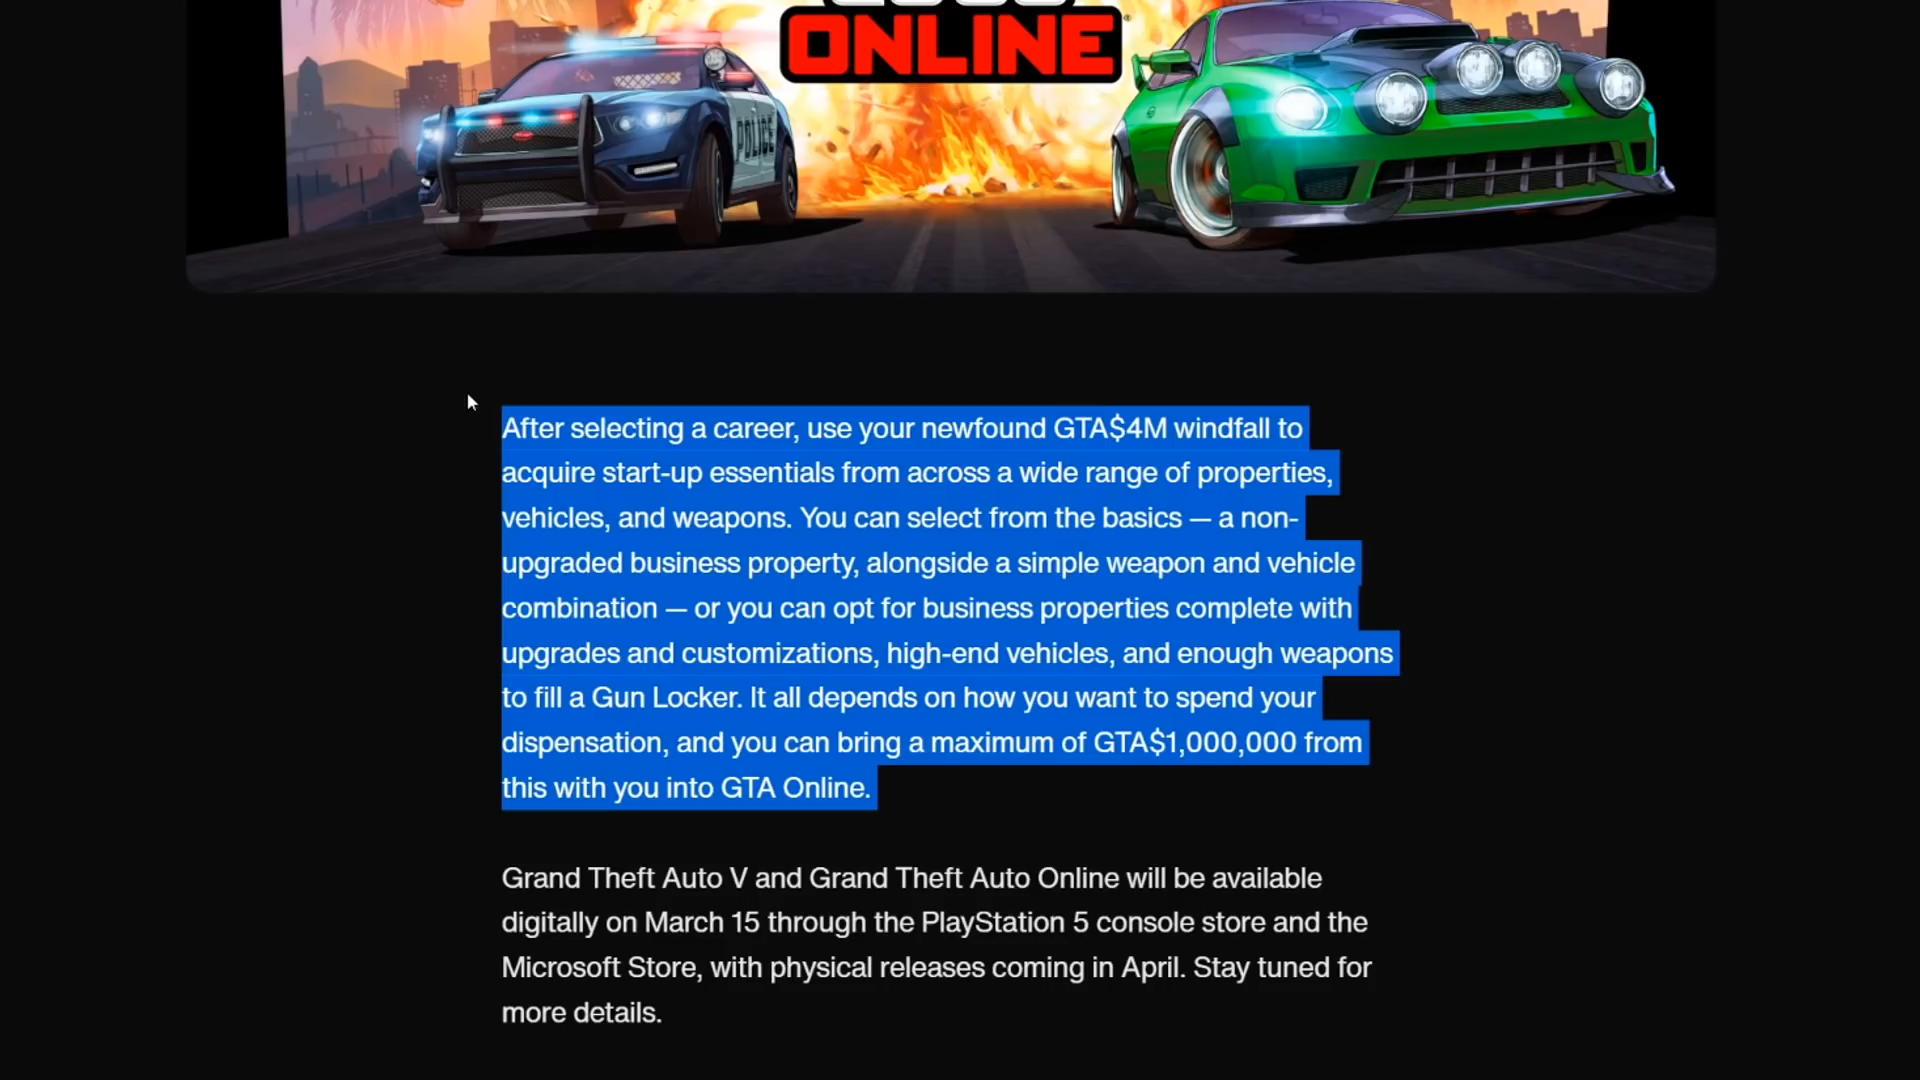 ONLINE
POLICE
After selecting a career, use your newfound GTA$4M windfall to
acquire start-up essentials from across a wide range of properties,
vehicles, and weapons. You can select from the basics — a non-
upgraded business property, alongside a simple weapon and vehicle
combination — or you can opt for business properties complete with
upgrades and customizations, high-end vehicles, and enough weapons
to fill a Gun Locker. It all depends on how you want to spend your
dispensation, and you can bring a maximum of GTA$1,000,000 from
this with you into GTA Online.
Grand Theft Auto V and Grand Theft Auto Online will be available
digitally on March 15 through the PlayStation 5 console store and the
Microsoft Store, with physical releases coming in April. Stay tuned for
more details.